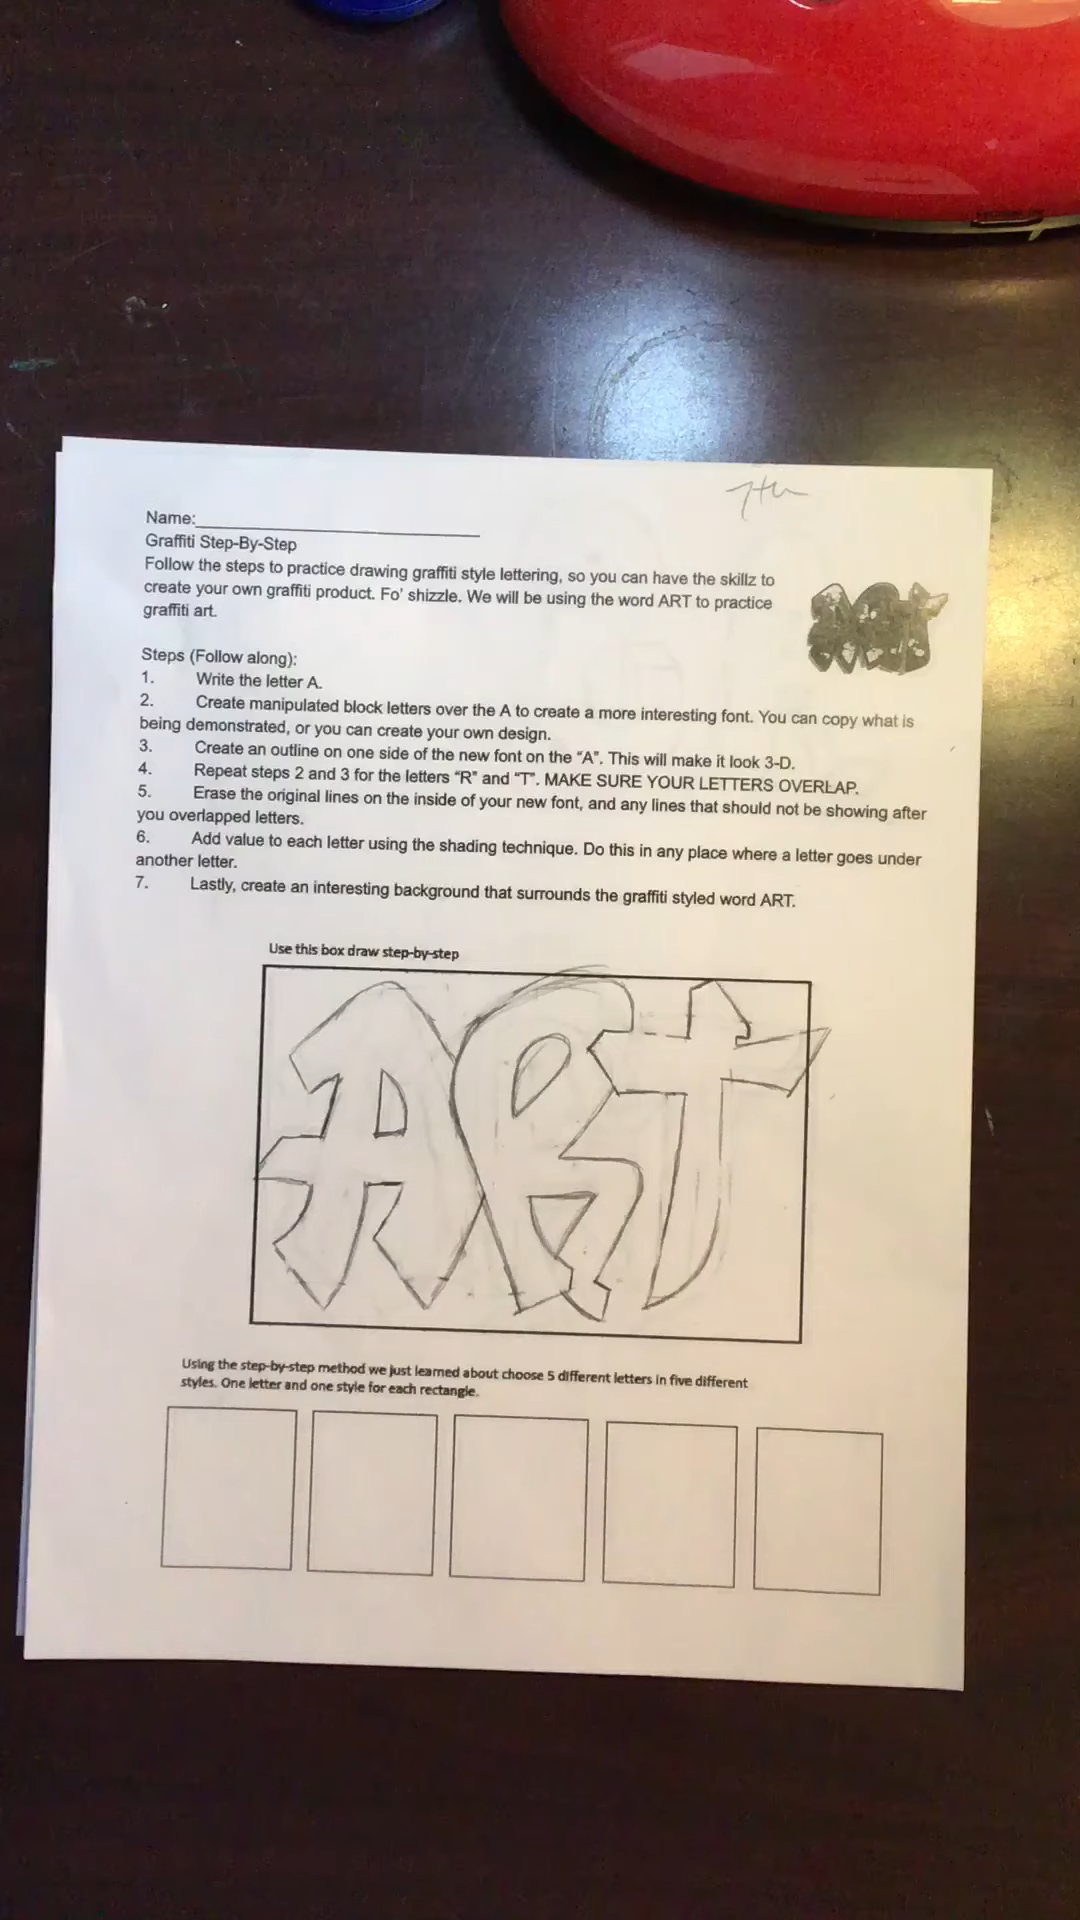 7th
Name:
Graffiti Step-By-Step
Follow the steps to practice drawing graffiti style lettering, so you can have the skillz to
create your own graffiti product. Fo' shizzle. We will be using the word ART to practice
graffiti art.
ART
Steps (Follow along):
1. Write the letter A.
2. Create manipulated block letters over the A to create a more interesting font. You can copy what is
being demonstrated, or you can create your own design.
3. Create an outline on one side of the new font on the "A". This will make it look 3-D.
4. Repeat steps 2 and 3 for the letters "R" and "T". MAKE SURE YOUR LETTERS OVERLAP.
5. Erase the original lines on the inside of your new font, and any lines that should not be showing after
you overlapped letters.
6. Add value to each letter using the shading technique. Do this in any place where a letter goes under
another letter.
7. Lastly, create an interesting background that surrounds the graffiti styled word ART.
Use this box draw step-by-step
ART
Using the step-by-step method we just learned about choose 5 different letters in five different
styles. One letter and one style for each rectangle.